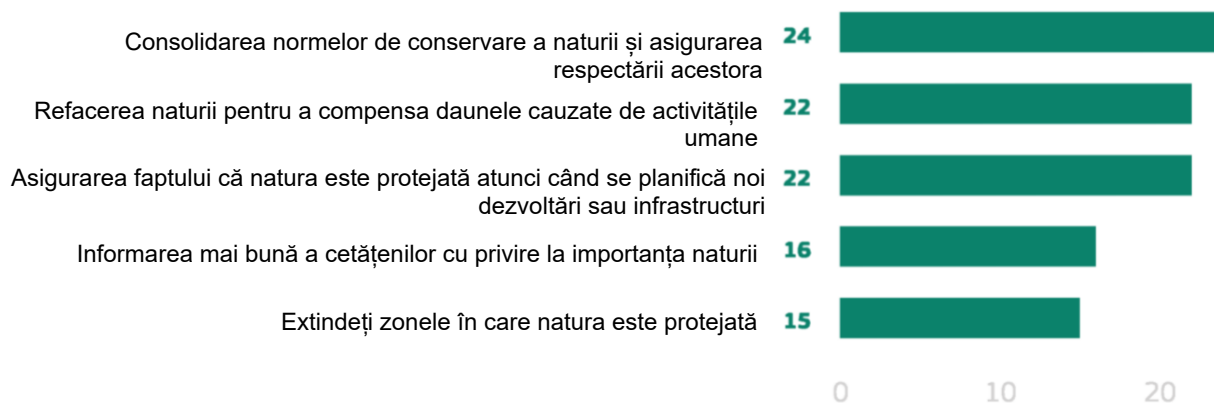 Consolidarea normelor de conservare a naturii și asigurarea 24
respectării acestora
Refacerea naturii pentru a compensa daunele cauzate de activitățile 22
umane
Asigurarea faptului că natura este protejată atunci când se planifică noi 22
dezvoltări sau infrastructuri
Informarea mai bună a cetățenilor cu privire la importanța naturii 16
Extindeți zonele în care natura este protejată 15
0 10 20